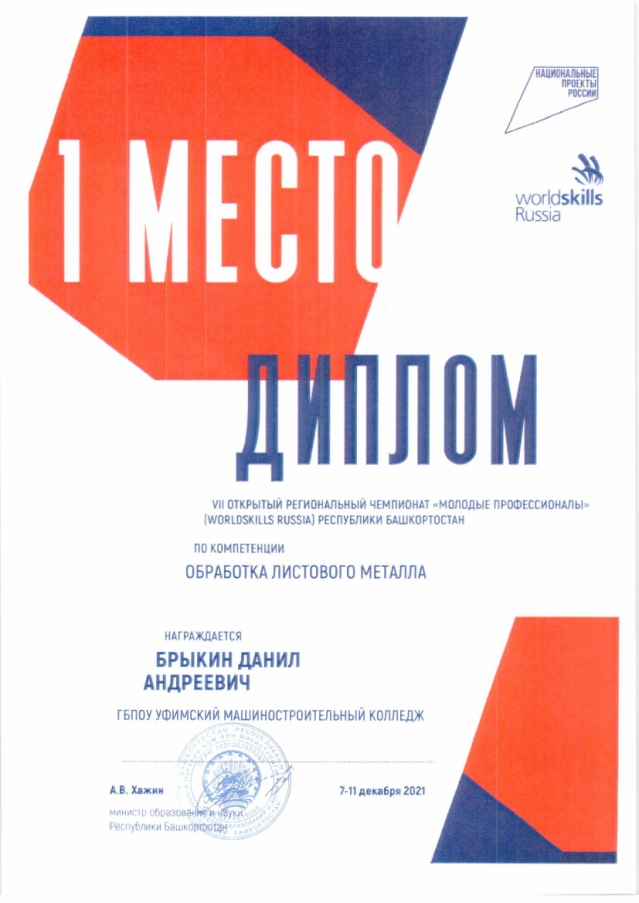 НАЦИОНАЛЬНЫЕ
ПРОЕКТЫ
РОССИИ
1 МЕСТО
worldskills
Russia
ДИПЛОМ
VII ОТКРЫТЫЙ РЕГИОНАЛЬНЫЙ ЧЕМПИОНАТ «МОЛОДЫЕ ПРОФЕССИОНАЛЫ»
(WORLDSKILLS RUSSIA) РЕСПУБЛИКИ БАШКОРТОСТАН
ПО КОМПЕТЕНЦИИ
ОБРАБОТКА ЛИСТОВОГО МЕТАЛЛА
НАГРАЖДАЕТСЯ
БРЫКИН ДАНИЛ
АНДРЕЕВИЧ
ГБПОУ УФИМСКИЙ МАШИНОСТРОИТЕЛЬНЫЙ КОЛЛЕДЖ
А.В. Хажин 7-11 декабря 2021
министр образования и науки
Республики Башкортостан